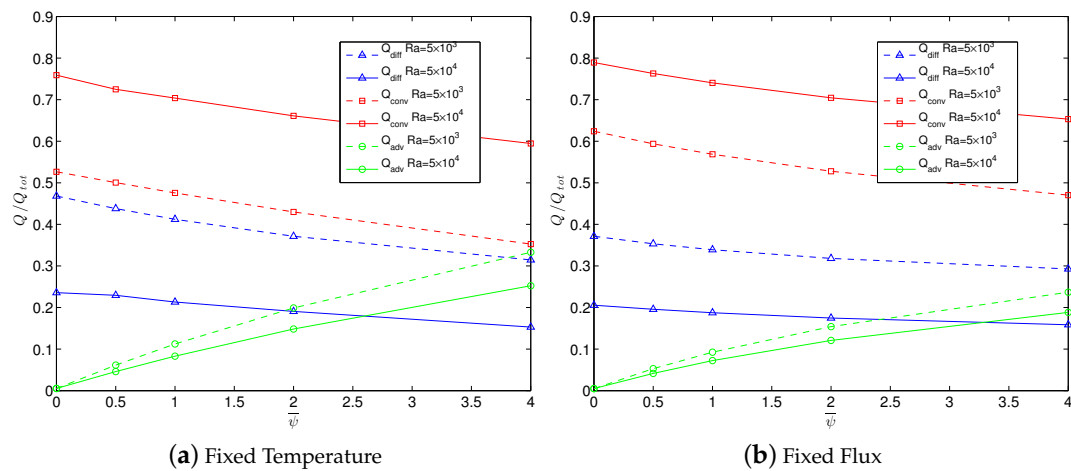 0.9
0.8
0.7
0.6
0.5
0.4
0.3
0.2
0.1
0
Q/Q_tot
0 0.5 1 1.5 2 2.5 3 3.5 4
ψ̄
Q_diff Ra=5×10^3
Q_diff Ra=5×10^4
Q_conv Ra=5×10^3
Q_conv Ra=5×10^4
Q_adv Ra=5×10^3
Q_adv Ra=5×10^4
(a) Fixed Temperature
0.9
0.8
0.7
0.6
0.5
0.4
0.3
0.2
0.1
0
Q/Q_tot
0 0.5 1 1.5 2 2.5 3 3.5 4
ψ̄
Q_diff Ra=5×10^3
Q_diff Ra=5×10^4
Q_conv Ra=5×10^3
Q_conv Ra=5×10^4
Q_adv Ra=5×10^3
Q_adv Ra=5×10^4
(b) Fixed Flux